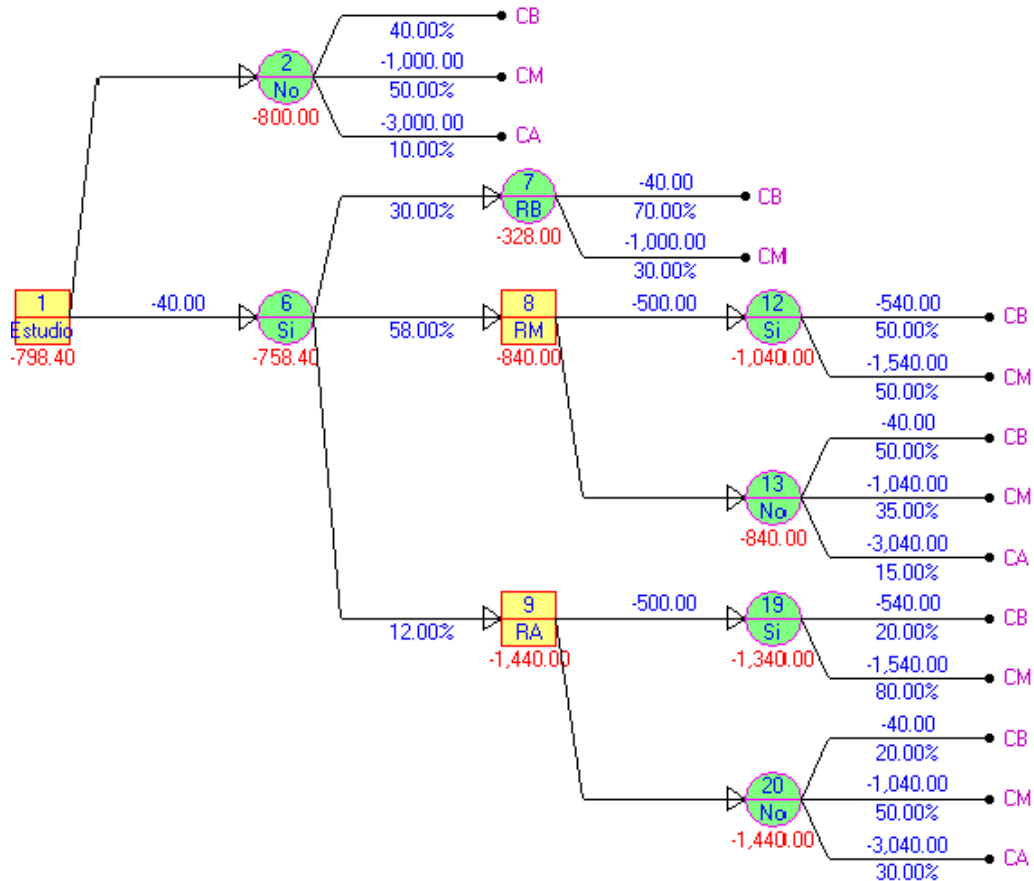 CB
40.00%
2
No
-800.00
-1,000.00
CM
50.00%
-3,000.00
CA
10.00%
7
RB
-328.00
30.00%
-40.00
CB
70.00%
-1,000.00
CM
30.00%
1
Estudio
-798.40
-40.00
6
Si
-758.40
58.00%
8
RM
-840.00
-500.00
12
Si
-1,040.00
-540.00
CB
50.00%
-1,540.00
CM
50.00%
13
No
-840.00
-40.00
CB
50.00%
-1,040.00
CM
35.00%
-3,040.00
CA
15.00%
12.00%
9
RA
-1,440.00
-500.00
19
Si
-1,340.00
-540.00
CB
20.00%
-1,540.00
CM
80.00%
20
No
-1,440.00
-40.00
CB
20.00%
-1,040.00
CM
50.00%
-3,040.00
CA
30.00%